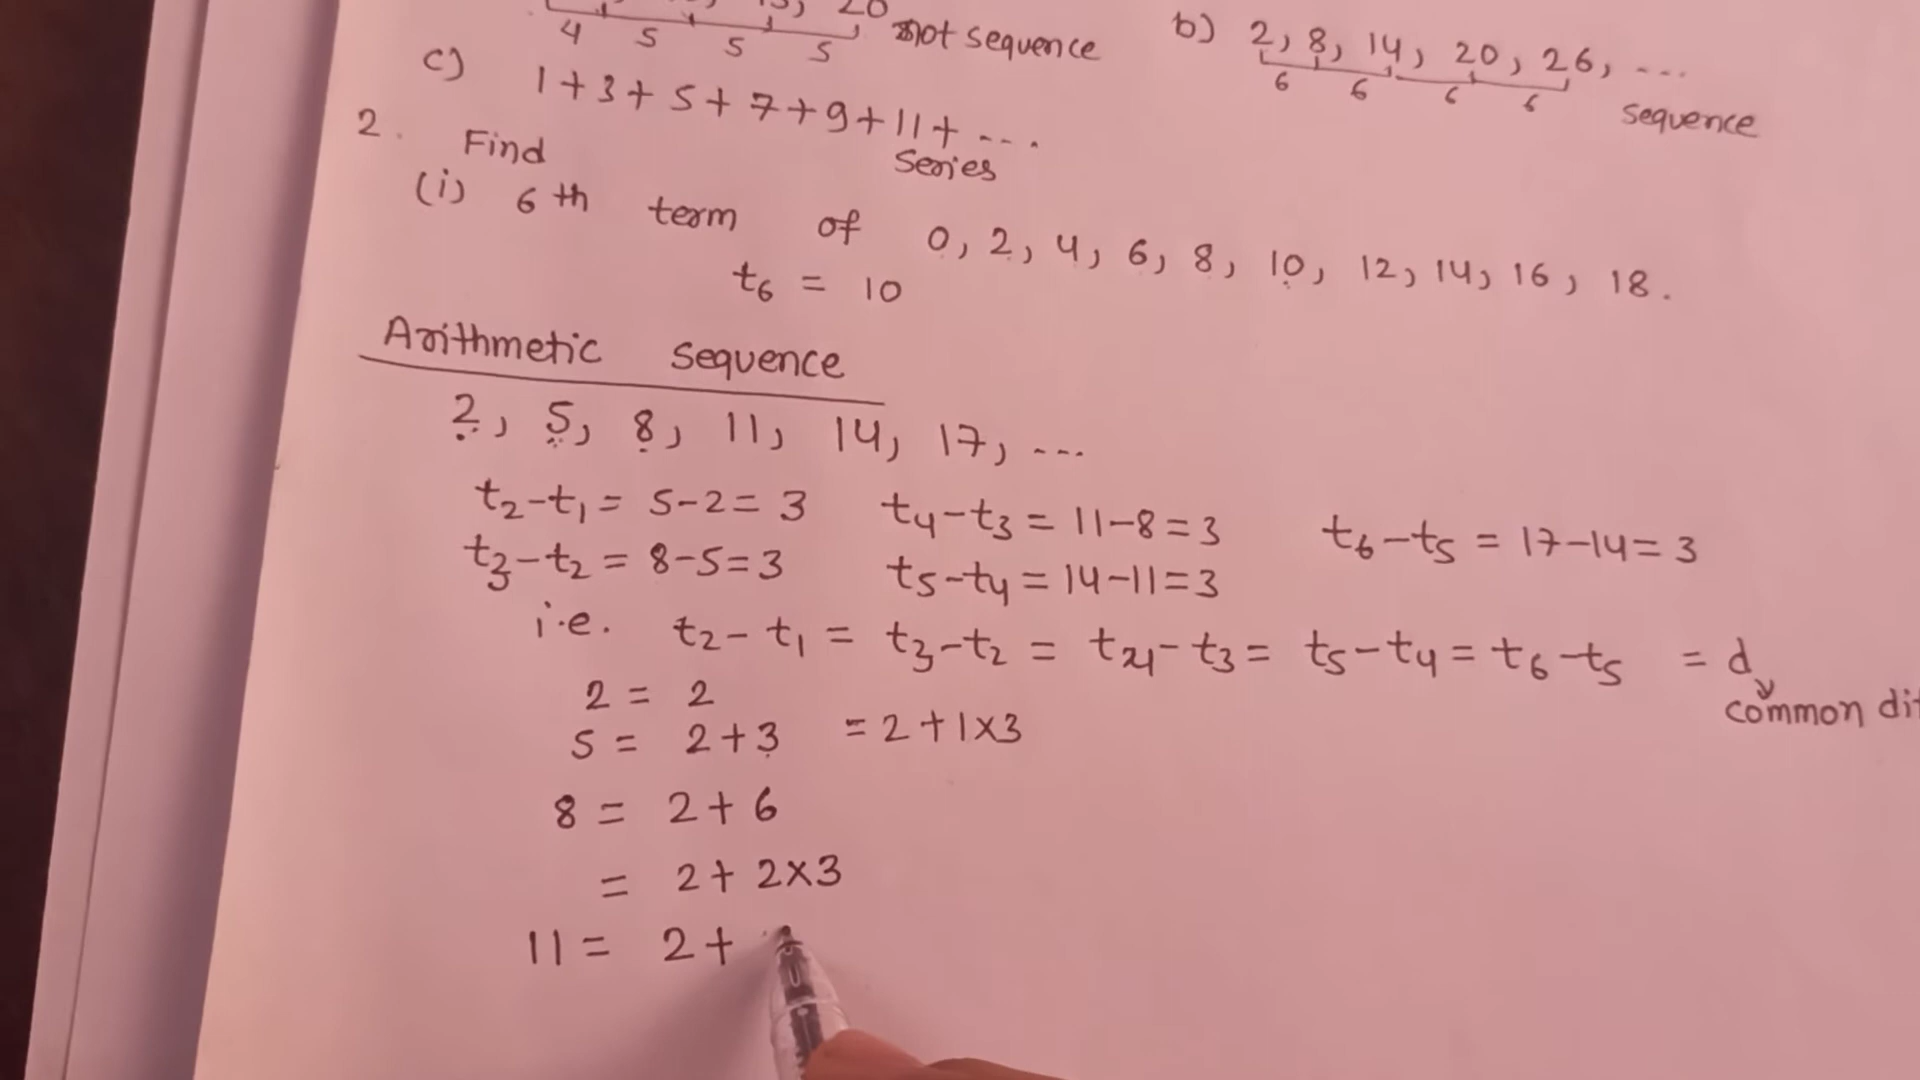 20 not sequence
4 5 5 5
b) 2, 8, 14, 20, 26, ...
6 6 6 6
sequence
c) 1+3+5+7+9+11+ ...
Series
2. Find
(i) 6th term of 0, 2, 4, 6, 8, 10, 12, 14, 16, 18.
t6 = 10
Arithmetic sequence
2, 5, 8, 11, 14, 17, ...
t2-t1 = 5-2 = 3 t4-t3 = 11-8 = 3 t6-t5 = 17-14 = 3
t3-t2 = 8-5 = 3 t5-t4 = 14-11 = 3
i.e. t2-t1 = t3-t2 = t4-t3 = t5-t4 = t6-t5 = d
common
2 = 2
5 = 2+3 = 2+1×3
8 = 2+6
= 2+2×3
11 = 2+